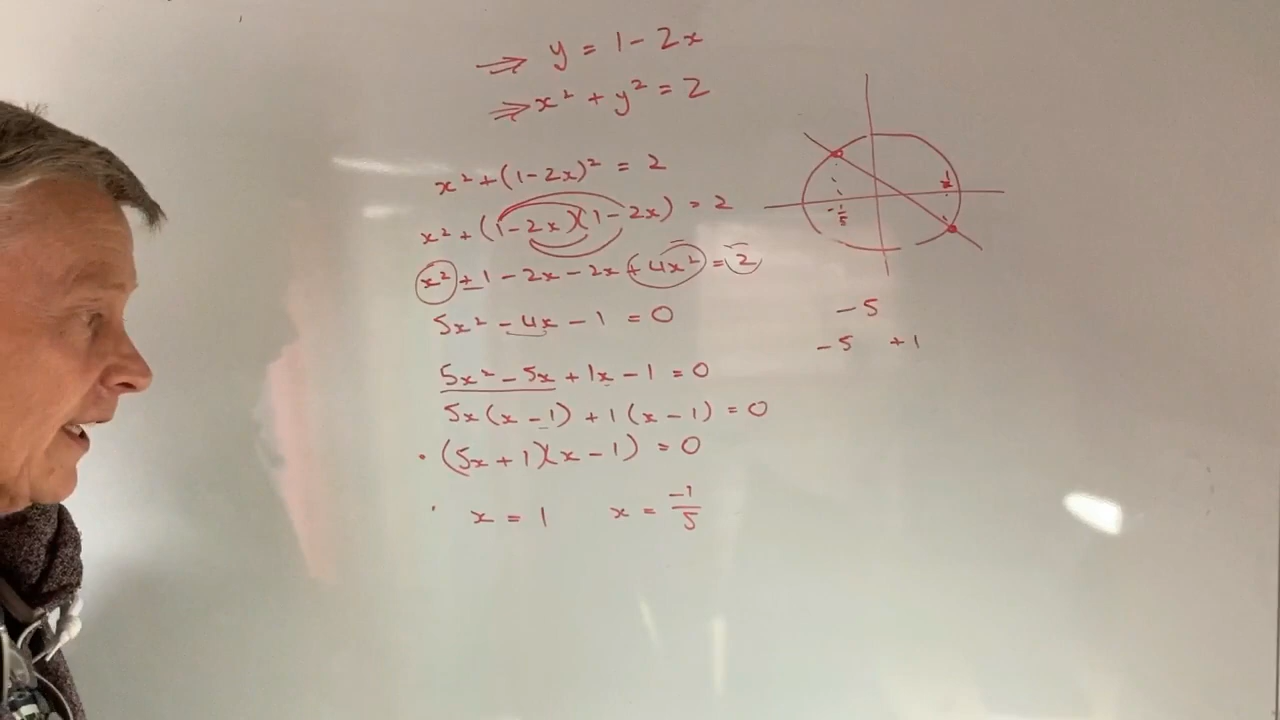 ⇒ y = 1 - 2x
⇒ x² + y² = 2
x² + (1 - 2x)² = 2
x² + (1 - 2x)(1 - 2x) = 2
x² + 1 - 2x - 2x + 4x² = 2
5x² - 4x - 1 = 0
5x² - 5x + 1x - 1 = 0
5x(x - 1) + 1(x - 1) = 0
(5x + 1)(x - 1) = 0
x = 1 x = -1/5
-1/5
-5
-5 +1